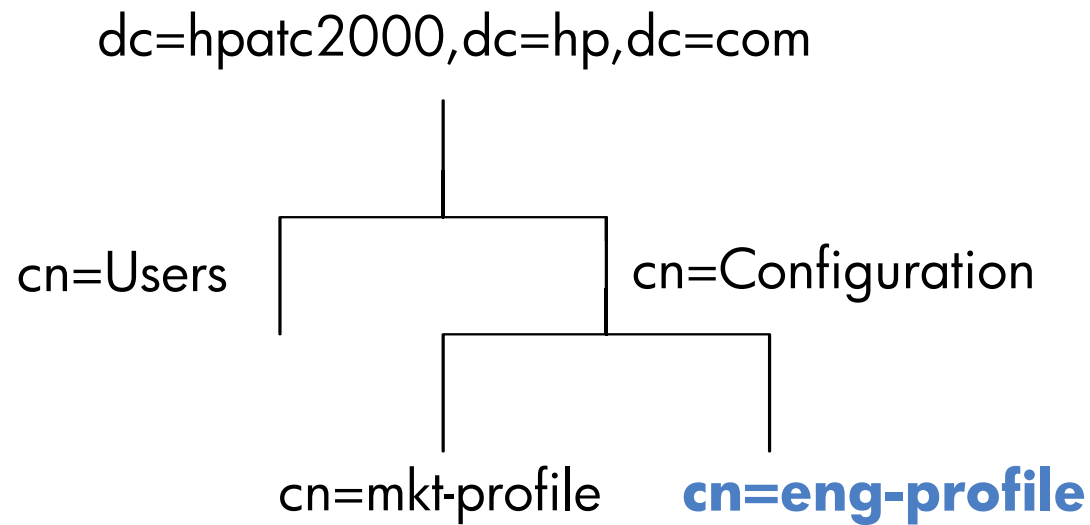 dc=hpatc2000,dc=hp,dc=com
cn=Users
cn=Configuration
cn=mkt-profile
cn=eng-profile